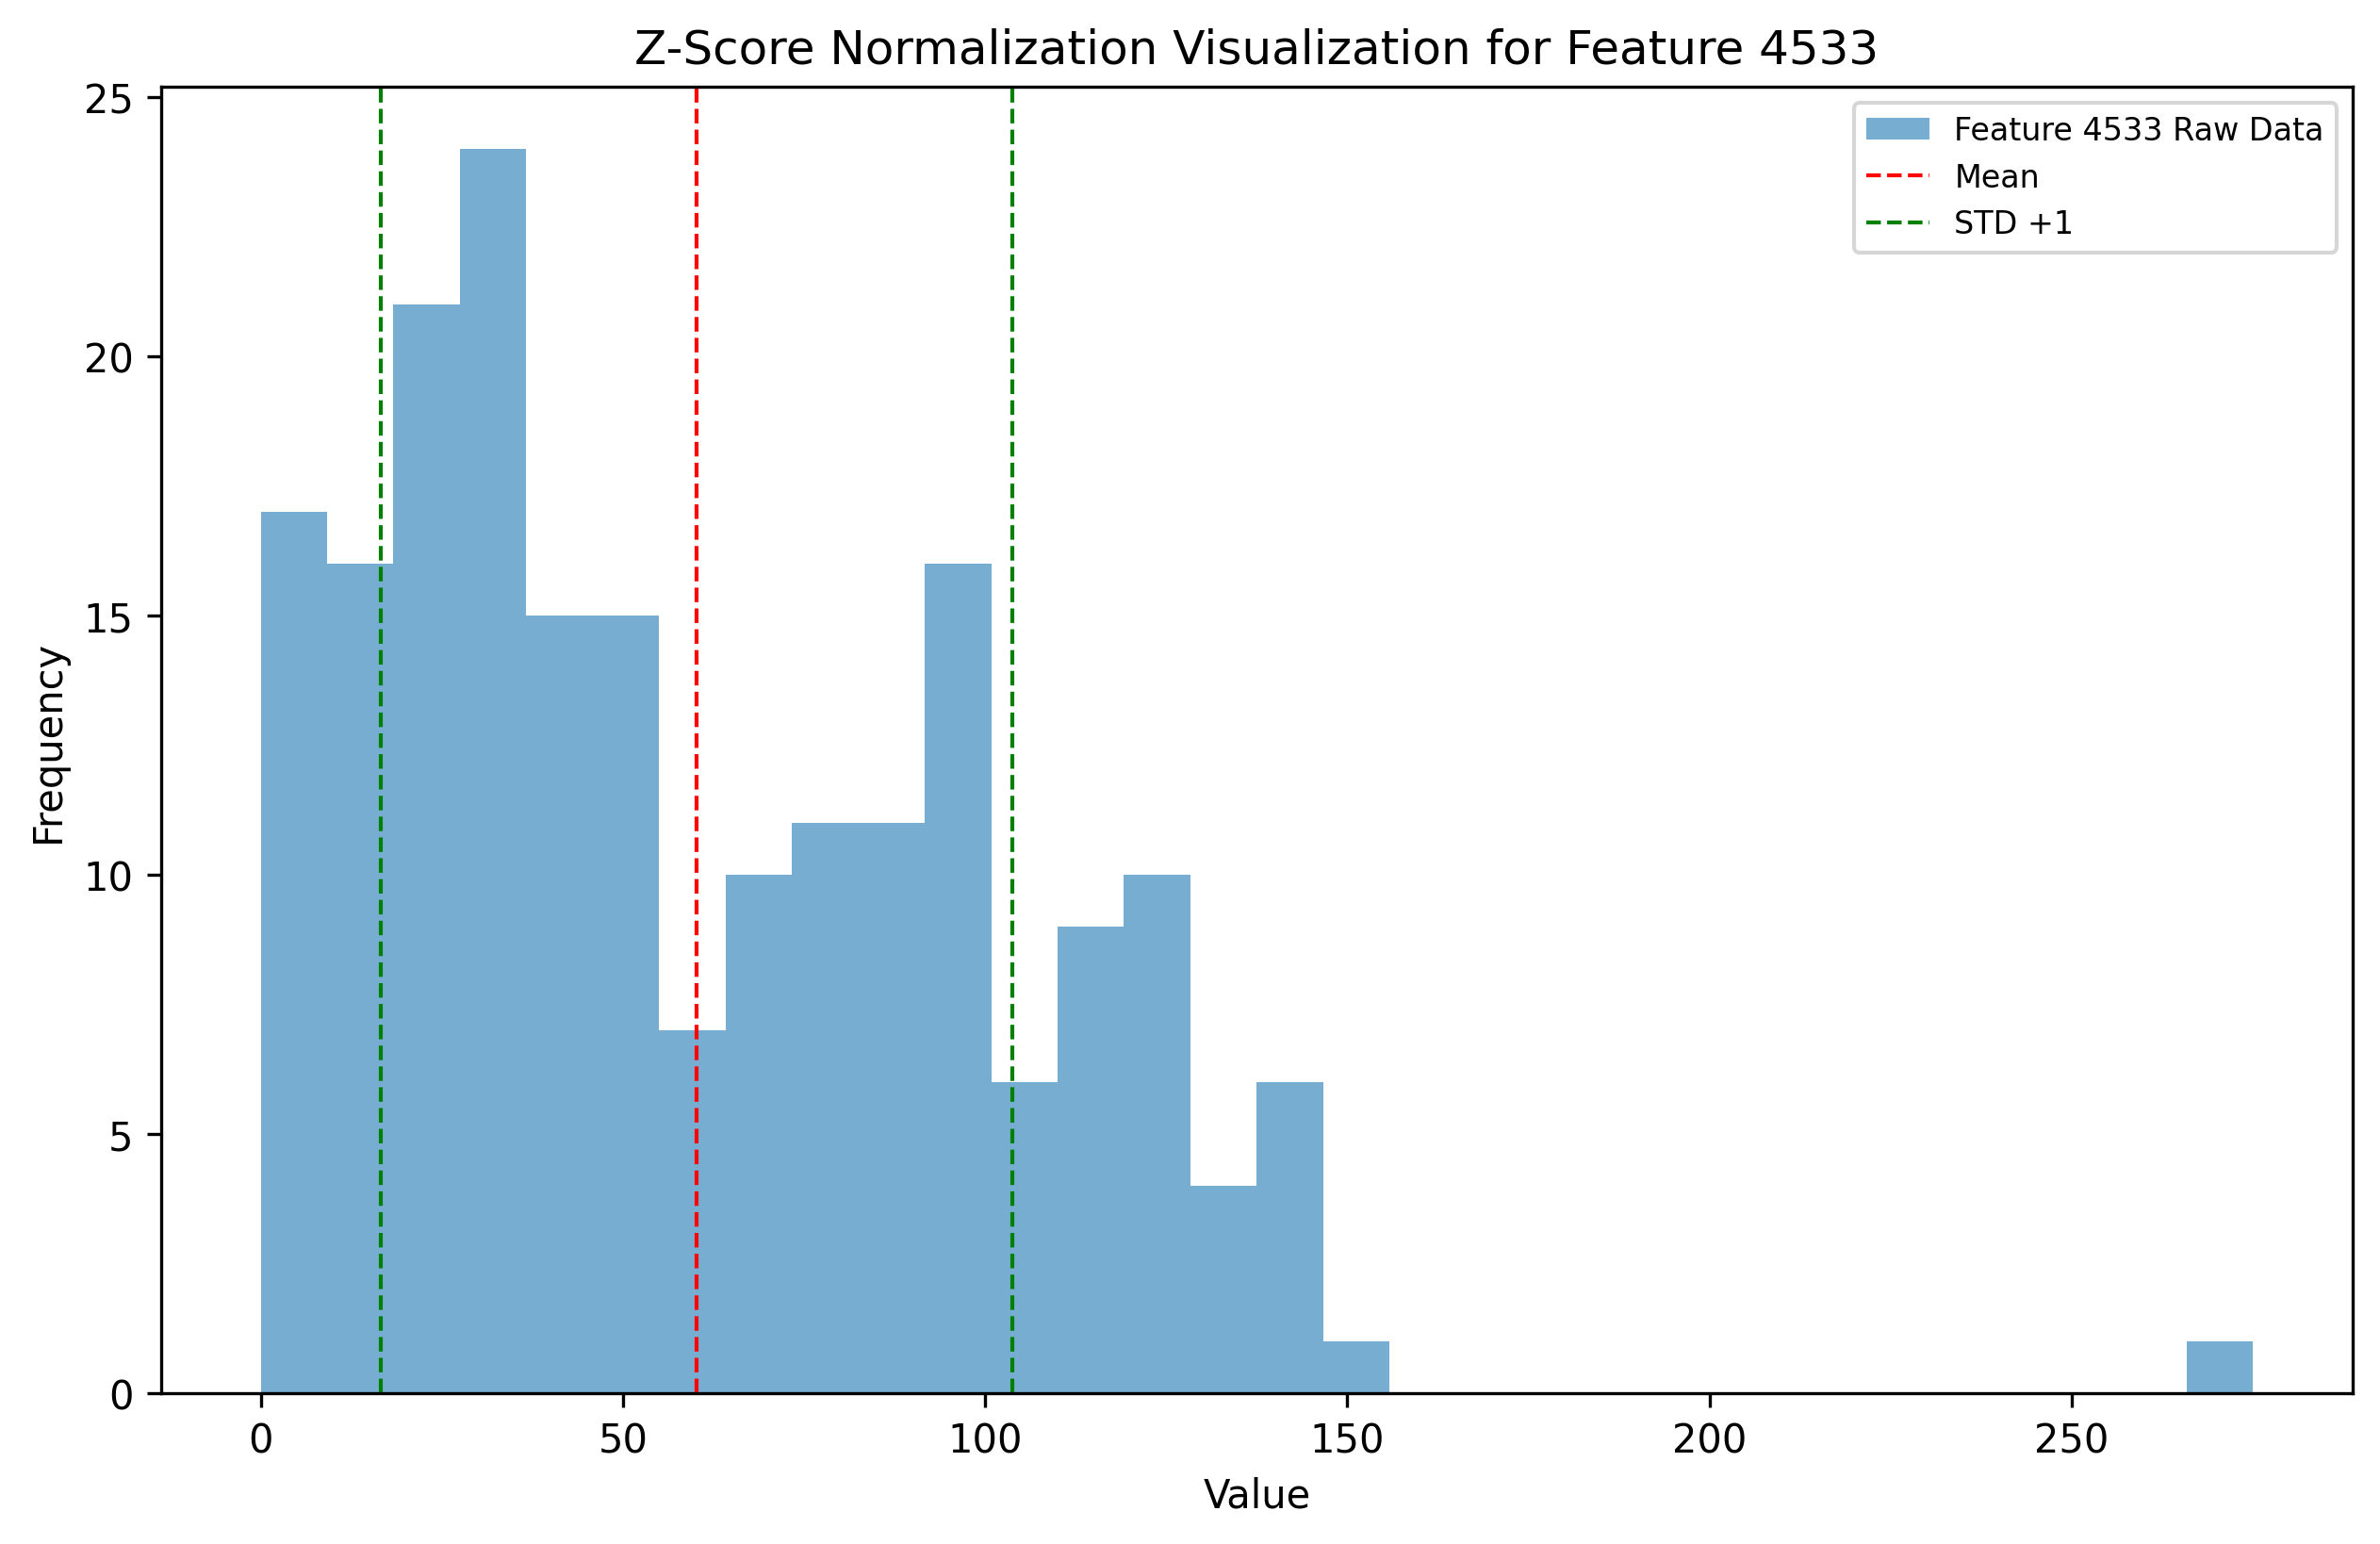 Z-Score Normalization Visualization for Feature 4533
Feature 4533 Raw Data
Mean
STD +1
25
20
15
10
5
0
Frequency
0 50 100 150 200 250
Value